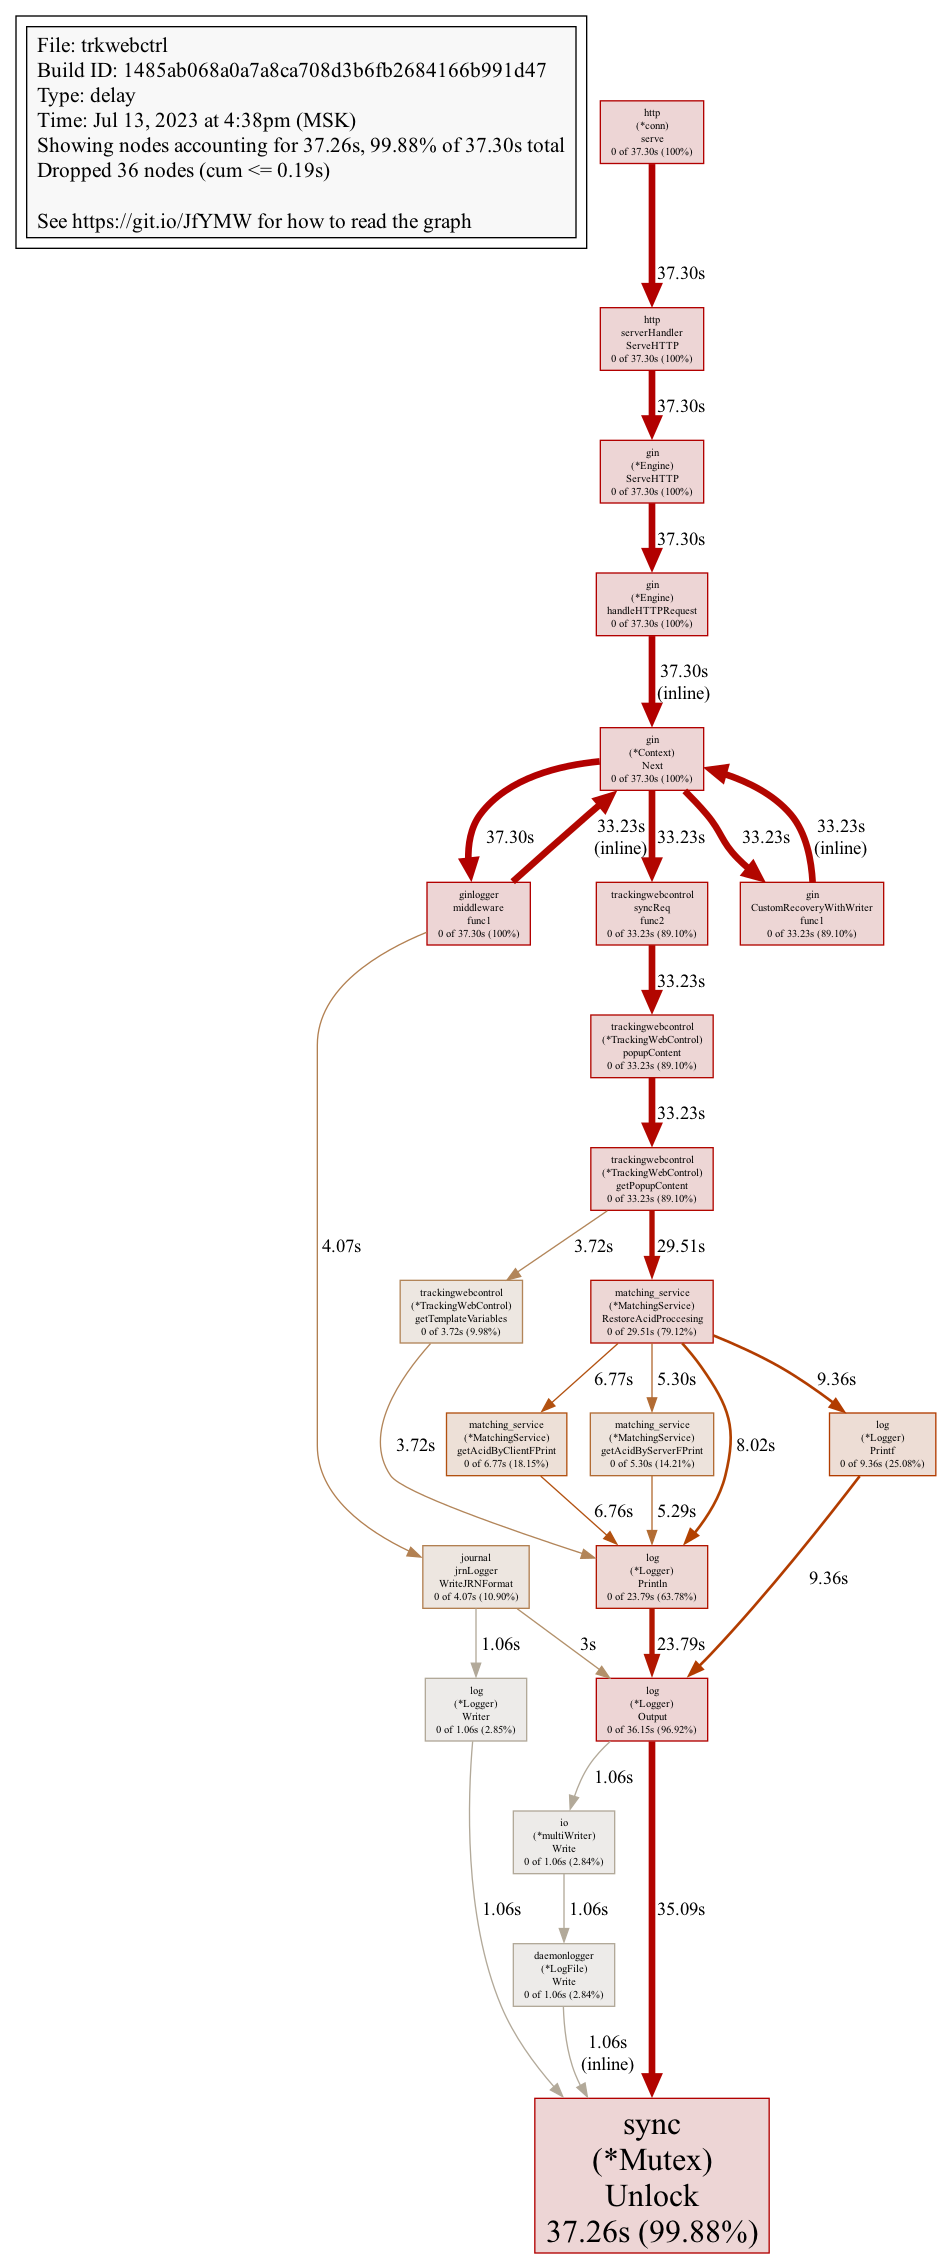 File: trkwebctrl
Build ID: 1485ab068a0a7a8ca708d3b6fb2684166b991d47
Type: delay
Time: Jul 13, 2023 at 4:38pm (MSK)
Showing nodes accounting for 37.26s, 99.88% of 37.30s total
Dropped 36 nodes (cum <= 0.19s)
See https://git.io/JfYMW for how to read the graph
http
(*conn)
serve
0 of 37.30s (100%)
37.30s
http
serverHandler
ServeHTTP
0 of 37.30s (100%)
37.30s
gin
(*Engine)
ServeHTTP
0 of 37.30s (100%)
37.30s
gin
(*Engine)
handleHTTPRequest
0 of 37.30s (100%)
37.30s
(inline)
gin
(*Context)
Next
0 of 37.30s (100%)
37.30s
33.23s
(inline)
33.23s
33.23s
33.23s
(inline)
ginlogger
middleware
func1
0 of 37.30s (100%)
trackingwebcontrol
syncReq
func2
0 of 33.23s (89.10%)
gin
CustomRecoveryWithWriter
func1
0 of 33.23s (89.10%)
33.23s
trackingwebcontrol
(*TrackingWebControl)
popupContent
0 of 33.23s (89.10%)
33.23s
trackingwebcontrol
(*TrackingWebControl)
getPopupContent
0 of 33.23s (89.10%)
4.07s
3.72s
29.51s
trackingwebcontrol
(*TrackingWebControl)
getTemplateVariables
0 of 3.72s (9.98%)
matching_service
(*MatchingService)
RestoreAcidProccesing
0 of 29.51s (79.12%)
6.77s
5.30s
9.36s
3.72s
matching_service
(*MatchingService)
getAcidByClientFPrint
0 of 6.77s (18.15%)
matching_service
(*MatchingService)
getAcidByServerFPrint
0 of 5.30s (14.21%)
8.02s
log
(*Logger)
Printf
0 of 9.36s (25.08%)
6.76s
5.29s
9.36s
journal
jrnLogger
WriteJRNFormat
0 of 4.07s (10.90%)
log
(*Logger)
Println
0 of 23.79s (63.78%)
1.06s
3s
23.79s
log
(*Logger)
Writer
0 of 1.06s (2.85%)
log
(*Logger)
Output
0 of 36.15s (96.92%)
1.06s
io
(*multiWriter)
Write
0 of 1.06s (2.84%)
1.06s
1.06s
35.09s
daemonlogger
(*LogFile)
Write
0 of 1.06s (2.84%)
1.06s
(inline)
sync
(*Mutex)
Unlock
37.26s (99.88%)